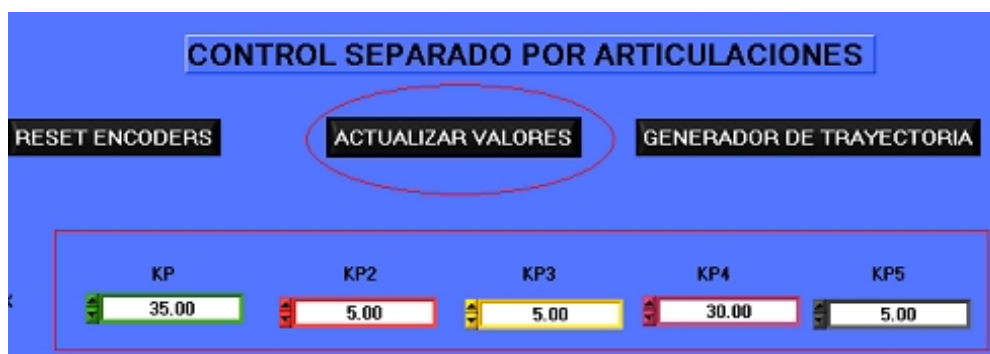 CONTROL SEPARADO POR ARTICULACIONES
RESET ENCODERS ACTUALIZAR VALORES GENERADOR DE TRAYECTORIA
KP KP2 KP3 KP4 KP5
35.00 5.00 5.00 30.00 5.00